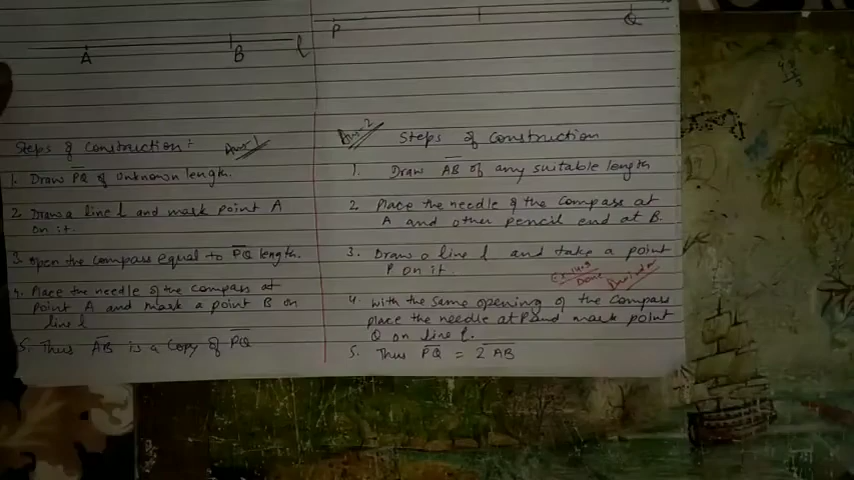 A B l
P Q
Steps of Construction:
Ans-1
1. Draw PQ of unknown length.
2. Draw a line l and mark point A
on it.
3. open the compass equal to PQ length.
4. Place the needle of the compass at
point A and mark a point B on
line l
5. Thus AB is a copy of PQ
Ans-2
Steps of Construction
1. Draw AB of any suitable length
2. Place the needle of the compass at
A and other pencil end at B.
3. Draw a line l and take a point
P on it.
Ex 14.3
Done
4. with the same opening of the compass
place the needle at P and mark point
Q on line l.
5. Thus PQ = 2 AB